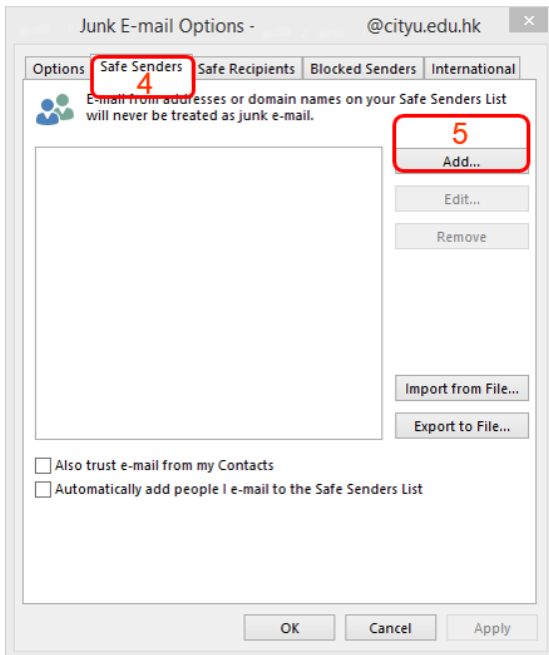 Junk E-mail Options - @cityu.edu.hk
Options Safe Senders Safe Recipients Blocked Senders International
4
E-mail from addresses or domain names on your Safe Senders List
will never be treated as junk e-mail.
5
Add...
Edit...
Remove
Import from File...
Export to File...
Also trust e-mail from my Contacts
Automatically add people I e-mail to the Safe Senders List
OK Cancel Apply